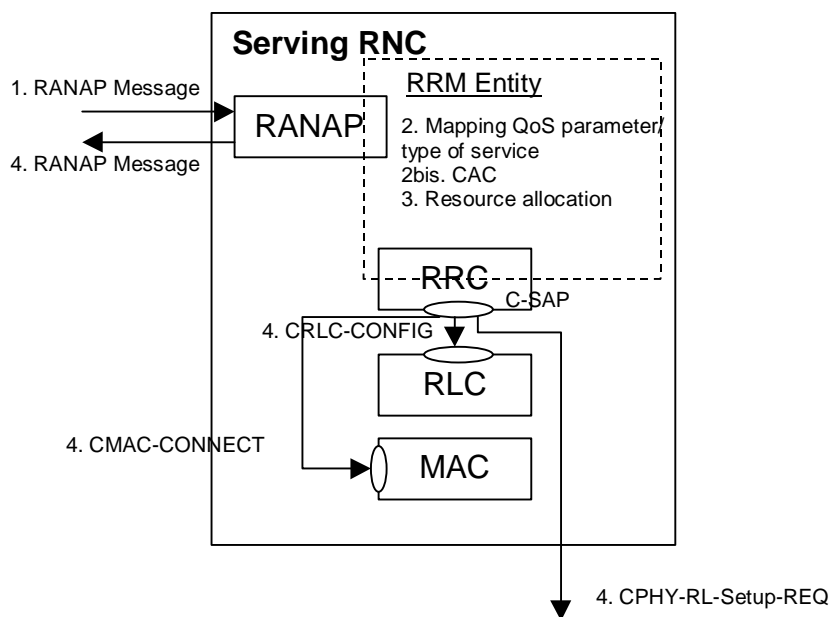 Serving RNC
RRM Entity
1. RANAP Message
RANAP
2. Mapping QoS parameter/
type of service
2bis. CAC
3. Resource allocation
4. RANAP Message
RRC
C-SAP
4. CRLC-CONFIG
RLC
4. CMAC-CONNECT
MAC
4. CPHY-RL-Setup-REQ